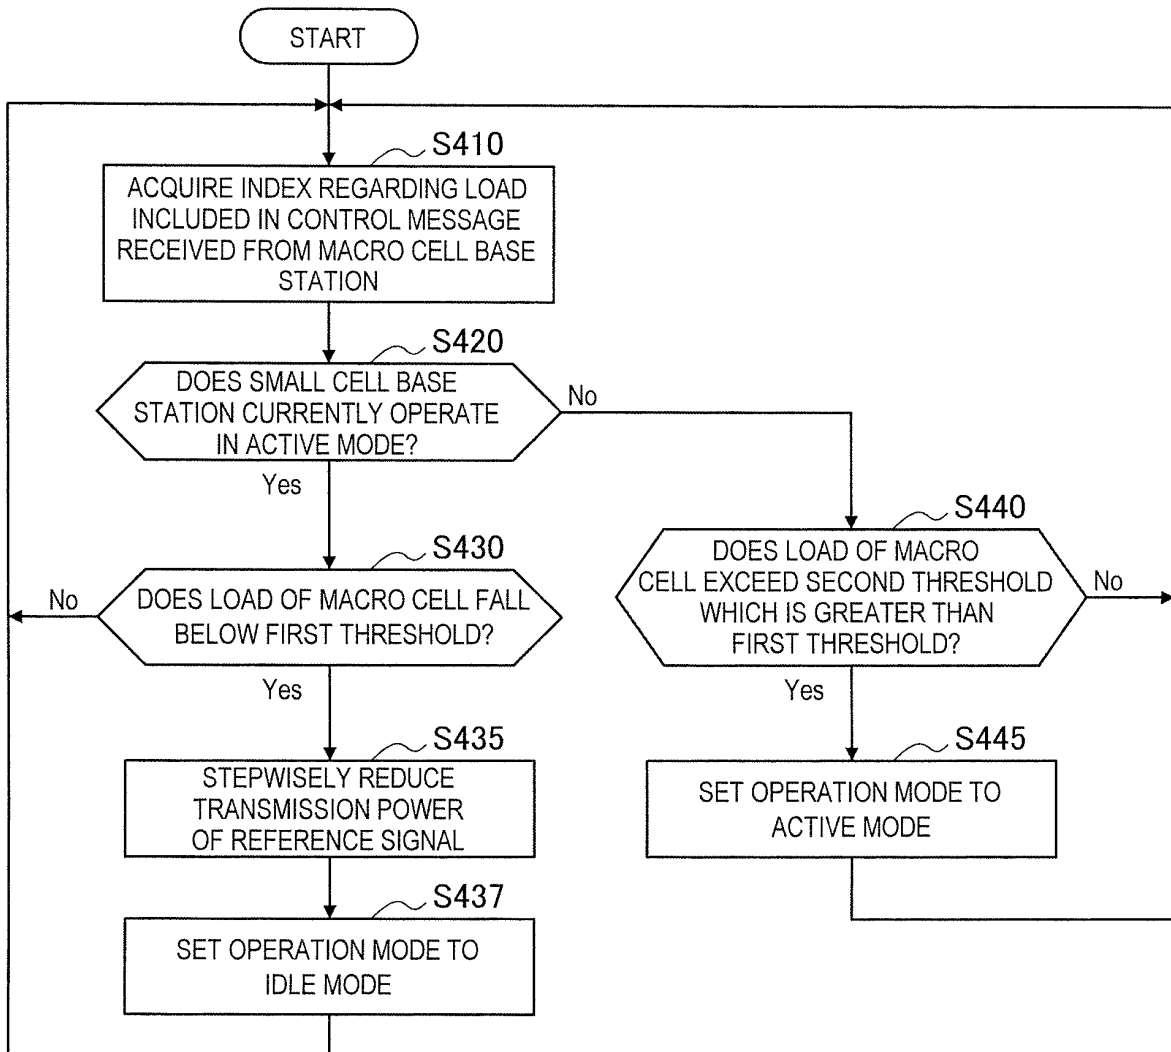 START
S410
ACQUIRE INDEX REGARDING LOAD
INCLUDED IN CONTROL MESSAGE
RECEIVED FROM MACRO CELL BASE
STATION
S420
DOES SMALL CELL BASE
STATION CURRENTLY OPERATE
IN ACTIVE MODE?
No
Yes
S430
DOES LOAD OF MACRO CELL FALL
BELOW FIRST THRESHOLD?
No
Yes
S440
DOES LOAD OF MACRO
CELL EXCEED SECOND THRESHOLD
WHICH IS GREATER THAN
FIRST THRESHOLD?
No
Yes
S435
STEPWISELY REDUCE
TRANSMISSION POWER
OF REFERENCE SIGNAL
S445
SET OPERATION MODE TO
ACTIVE MODE
S437
SET OPERATION MODE TO
IDLE MODE